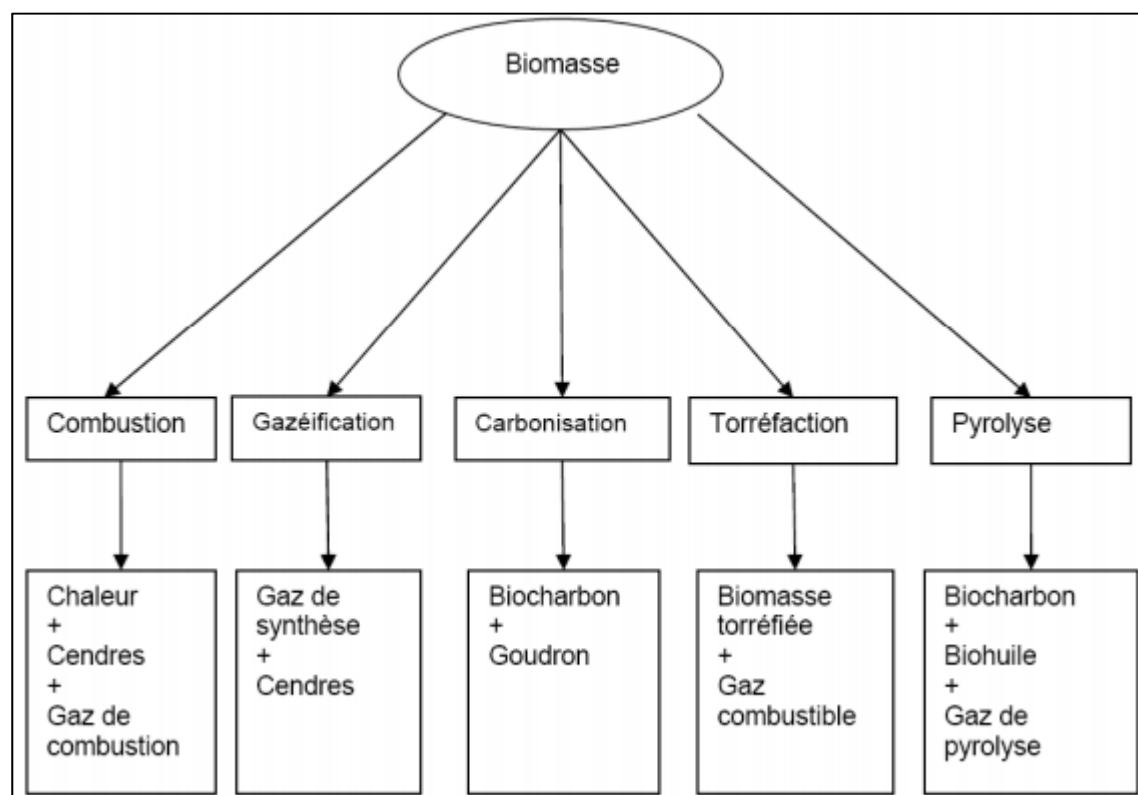 Biomasse
Combustion
Gazéification
Carbonisation
Torréfaction
Pyrolyse
Chaleur
+
Cendres
+
Gaz de
combustion
Gaz de
synthèse
+
Cendres
Biocharbon
+
Goudron
Biomasse
torréfiée
+
Gaz
combustible
Biocharbon
+
Biohuile
+
Gaz de
pyrolyse